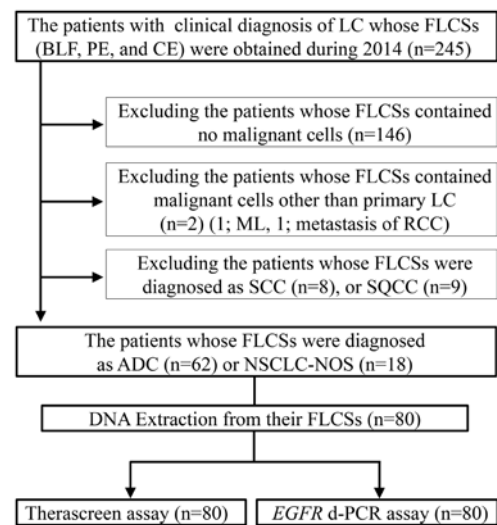 The patients with clinical diagnosis of LC whose FLCSs
(BLF, PE, and CE) were obtained during 2014 (n=245)
Excluding the patients whose FLCSs contained
no malignant cells (n=146)
Excluding the patients whose FLCSs contained
malignant cells other than primary LC
(n=2) (1; ML, 1; metastasis of RCC)
Excluding the patients whose FLCSs were
diagnosed as SCC (n=8), or SQCC (n=9)
The patients whose FLCSs were diagnosed
as ADC (n=62) or NSCLC-NOS (n=18)
DNA Extraction from their FLCSs (n=80)
Therascreen assay (n=80)
EGFR d-PCR assay (n=80)